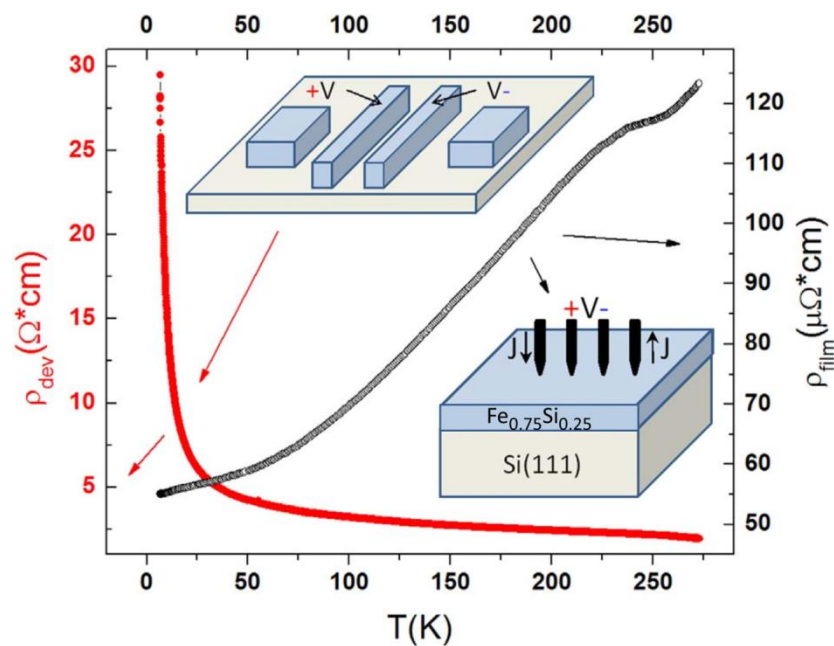 0 50 100 150 200 250
30
25
20
15
10
5
ρdev(Ω*cm)
+V V-
120
110
100
90
80
70
60
50
ρfilm(μΩ*cm)
+V-
J J
Fe0.75Si0.25
Si(111)
0 50 100 150 200 250
T(K)